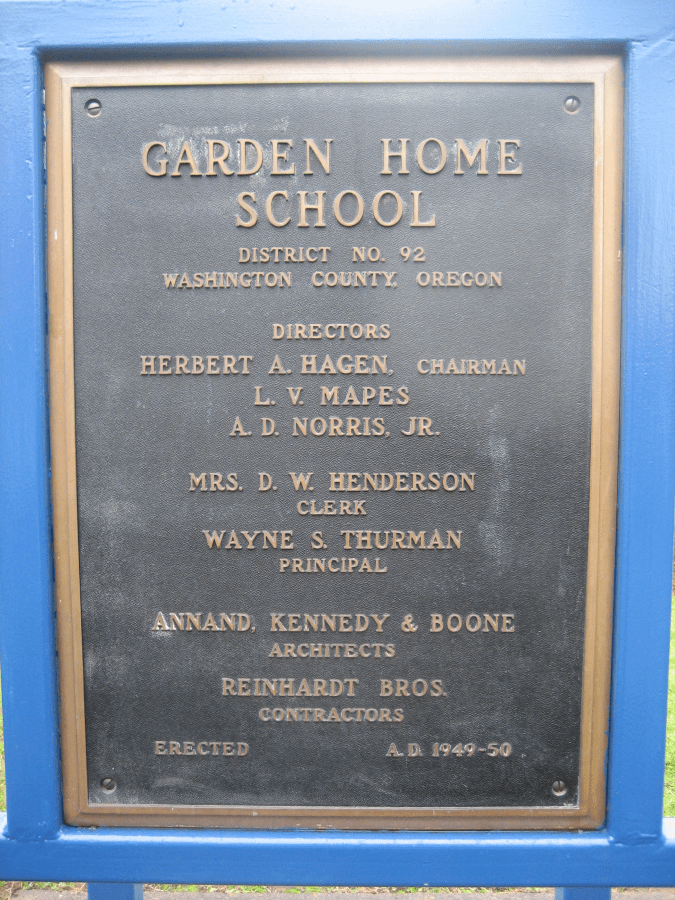 GARDEN HOME
SCHOOL
DISTRICT NO. 92
WASHINGTON COUNTY, OREGON
DIRECTORS
HERBERT A. HAGEN, CHAIRMAN
L. V. MAPES
A. D. NORRIS, JR.
MRS. D. W. HENDERSON
CLERK
WAYNE S. THURMAN
PRINCIPAL
ANNAND, KENNEDY & BOONE
ARCHITECTS
REINHARDT BROS.
CONTRACTORS
ERECTED A.D. 1949-50